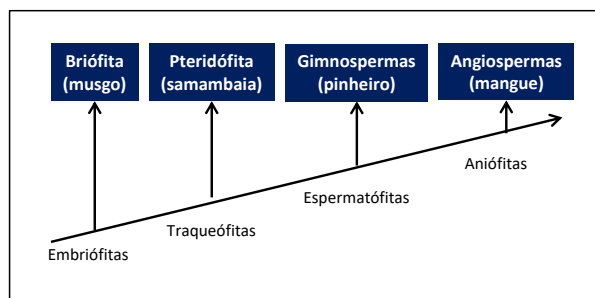 Briófita
(musgo)
Pteridófita
(samambaia)
Gimnospermas
(pinheiro)
Angiospermas
(mangue)
Aniófitas
Espermatófitas
Traqueófitas
Embriófitas